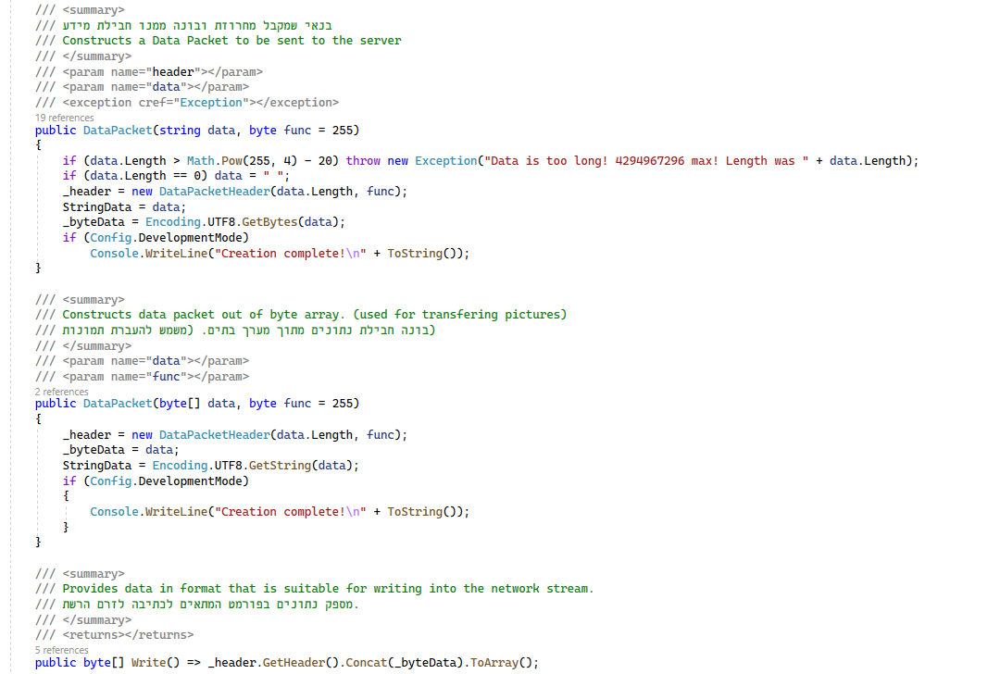 /// <summary>
/// בנאי שמקבל מחרוזת ובונה ממנו חבילת מידע
/// Constructs a Data Packet to be sent to the server
/// </summary>
/// <param name="header"></param>
/// <param name="data"></param>
/// <exception cref="Exception"></exception>
19 references
public DataPacket(string data, byte func = 255)
{
    if (data.Length > Math.Pow(255, 4) - 20) throw new Exception("Data is too long! 4294967296 max! Length was " + data.Length);
    if (data.Length == 0) data = " ";
    _header = new DataPacketHeader(data.Length, func);
    StringData = data;
    _byteData = Encoding.UTF8.GetBytes(data);
    if (Config.DevelopmentMode)
        Console.WriteLine("Creation complete!\n" + ToString());
}
/// <summary>
/// Constructs data packet out of byte array. (used for transfering pictures)
/// בונה חבילת נתונים מתוך מערך בתים. (משמש להעברת תמונות)
/// </summary>
/// <param name="data"></param>
/// <param name="func"></param>
2 references
public DataPacket(byte[] data, byte func = 255)
{
    _header = new DataPacketHeader(data.Length, func);
    _byteData = data;
    StringData = Encoding.UTF8.GetString(data);
    if (Config.DevelopmentMode)
    {
        Console.WriteLine("Creation complete!\n" + ToString());
    }
}
/// <summary>
/// Provides data in format that is suitable for writing into the network stream.
/// מספק נתונים בפורמט המתאים לכתיבה לזרם הרשת.
/// </summary>
/// <returns></returns>
5 references
public byte[] Write() => _header.GetHeader().Concat(_byteData).ToArray();